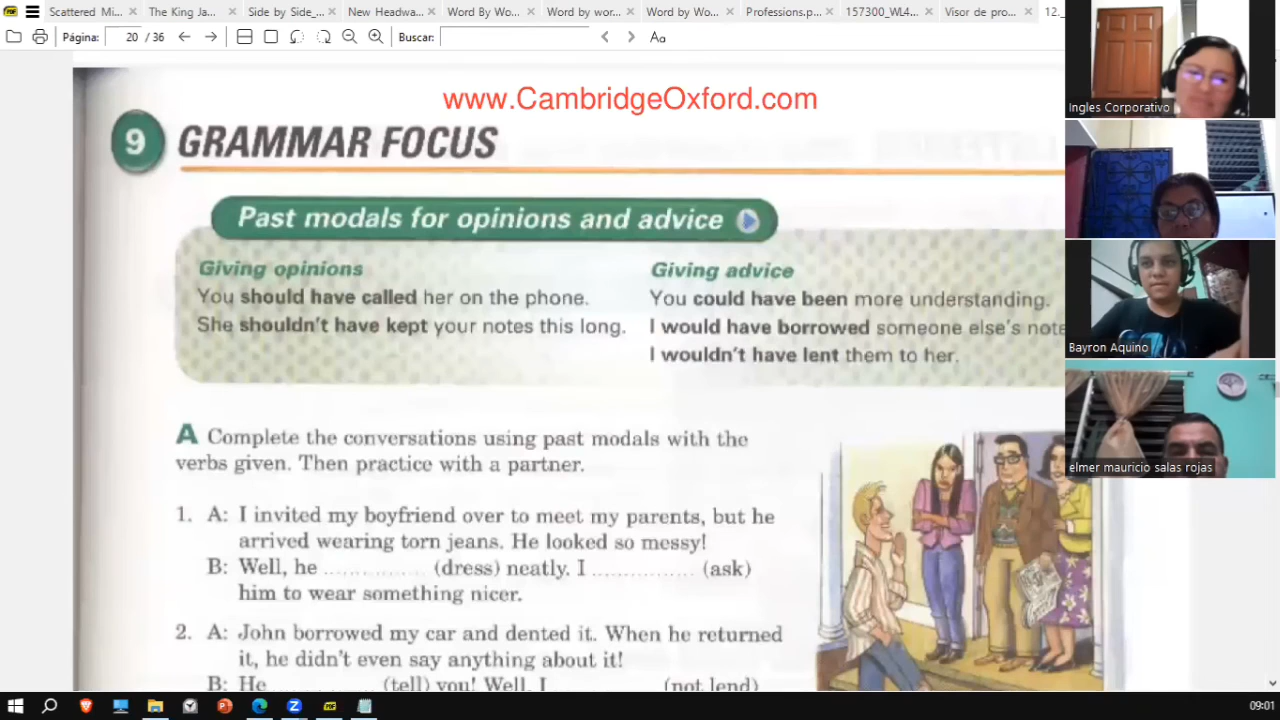 Scattered Mi...
The King Ja...
Side by Side_...
New Headwa...
Word By Wo...
Word by wor...
Word by Wo...
Professions.p...
157300_WL4...
Visor de pro...
12._
Página: 20 / 36
Buscar:
Aa
www.CambridgeOxford.com
9 GRAMMAR FOCUS
Past modals for opinions and advice
Giving opinions
You should have called her on the phone.
She shouldn't have kept your notes this long.
Giving advice
You could have been more understanding.
I would have borrowed someone else's note
I wouldn't have lent them to her.
A Complete the conversations using past modals with the
verbs given. Then practice with a partner.
1. A: I invited my boyfriend over to meet my parents, but he
arrived wearing torn jeans. He looked so messy!
B: Well, he .............. (dress) neatly. I .............. (ask)
him to wear something nicer.
2. A: John borrowed my car and dented it. When he returned
it, he didn't even say anything about it!
B: He .............. (tell) you! Well, I .............. (not lend)
Ingles Corporativo
Bayron Aquino
elmer mauricio salas rojas
09:01